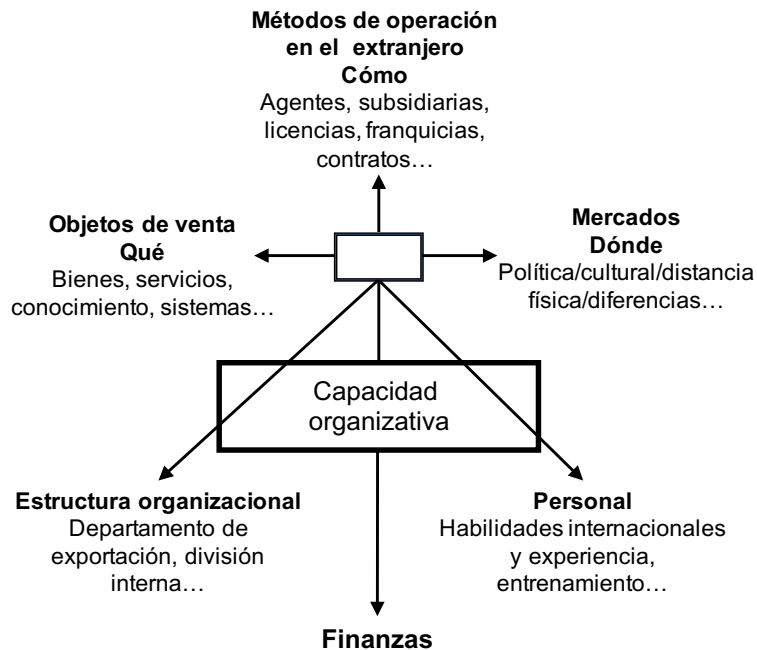 Métodos de operación
en el extranjero
Cómo
Agentes, subsidiarias,
licencias, franquicias,
contratos…
Objetos de venta
Qué
Bienes, servicios,
conocimiento, sistemas…
Mercados
Dónde
Política/cultural/distancia
física/diferencias…
Capacidad
organizativa
Estructura organizacional
Departamento de
exportación, división
interna…
Personal
Habilidades internacionales
y experiencia,
entrenamiento…
Finanzas